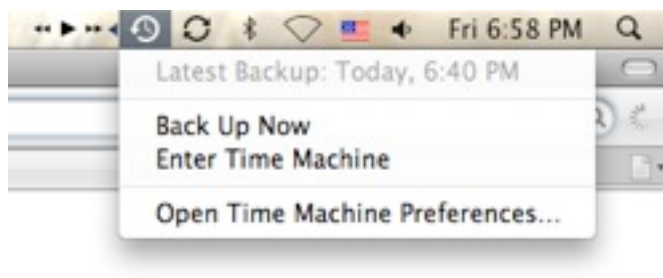 Fri 6:58 PM
Latest Backup: Today, 6:40 PM
Back Up Now
Enter Time Machine
Open Time Machine Preferences...